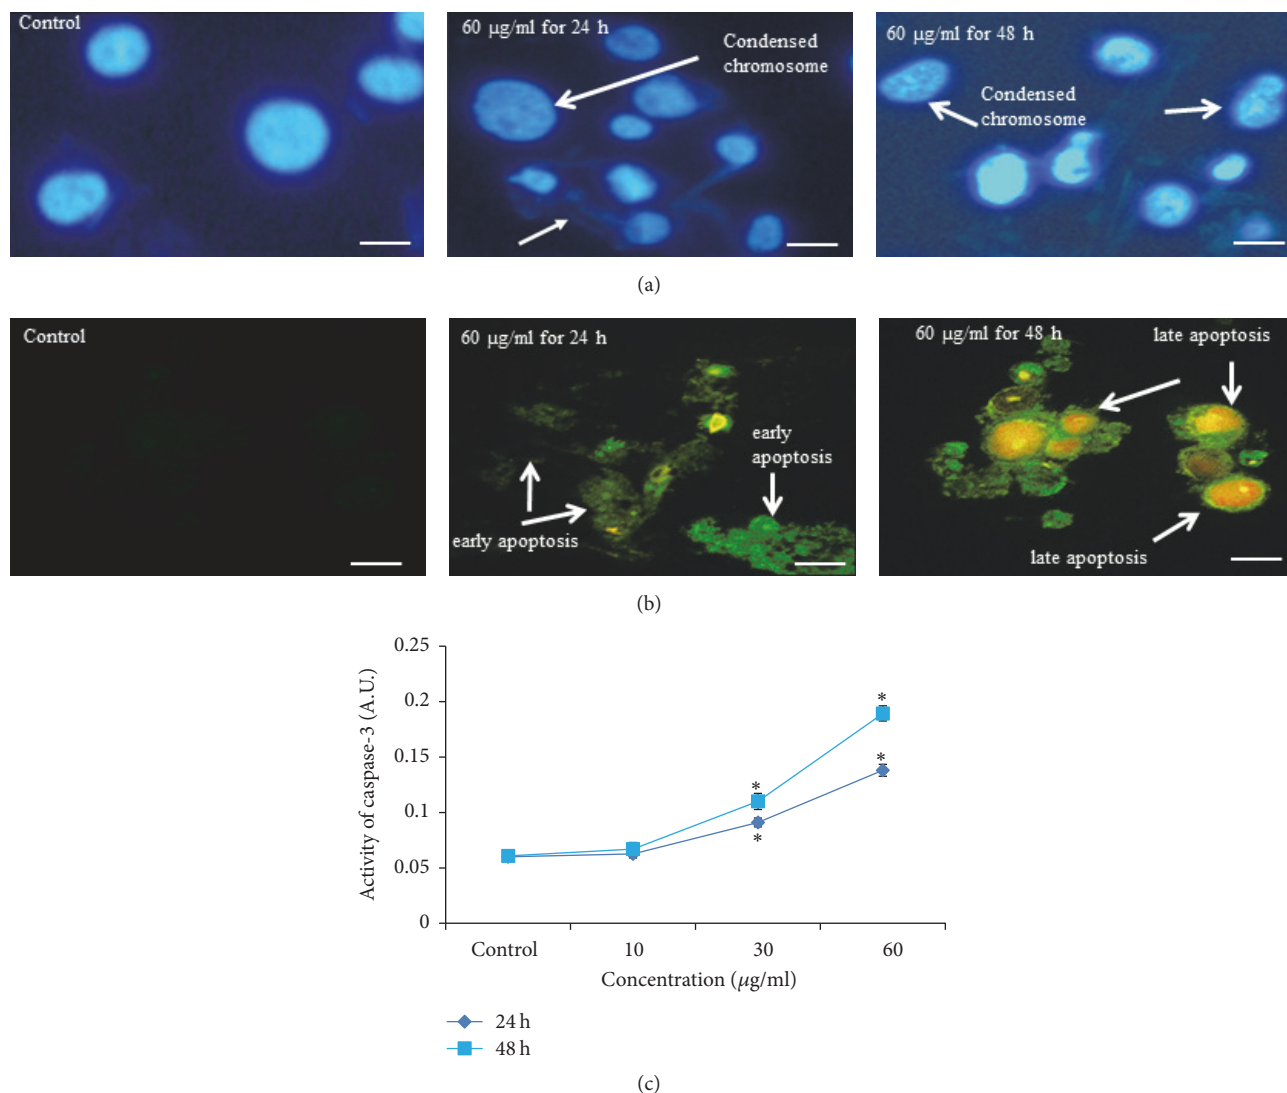 Control
60 μg/ml for 24 h
Condensed
chromosome
60 μg/ml for 48 h
Condensed
chromosome
(a)
Control
60 μg/ml for 24 h
early
apoptosis
early apoptosis
60 μg/ml for 48 h
late apoptosis
late apoptosis
(b)
0.25
0.2
0.15
0.1
0.05
0
Activity of caspase-3 (A.U.)
*
*
*
*
Control
10
30
60
Concentration (μg/ml)
24 h
48 h
(c)